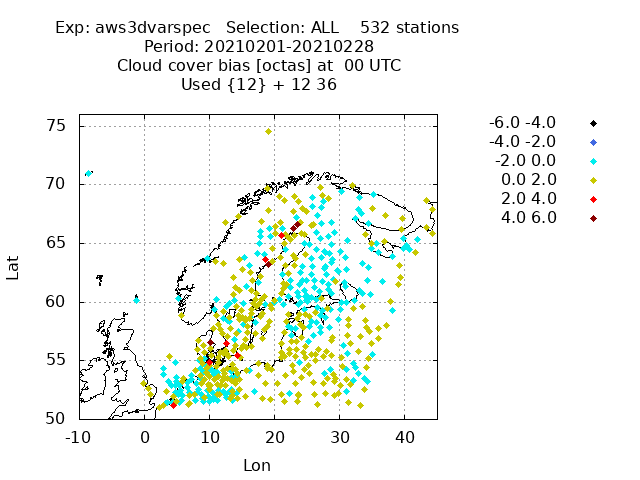 Exp: aws3dvarspec   Selection: ALL    532 stations
Period: 20210201-20210228
Cloud cover bias [octas] at  00 UTC
Used {12} + 12 36
-6.0 -4.0
-4.0 -2.0
-2.0 0.0
0.0 2.0
2.0 4.0
4.0 6.0
75
70
65
60
55
50
Lat
-10 0 10 20 30 40
Lon